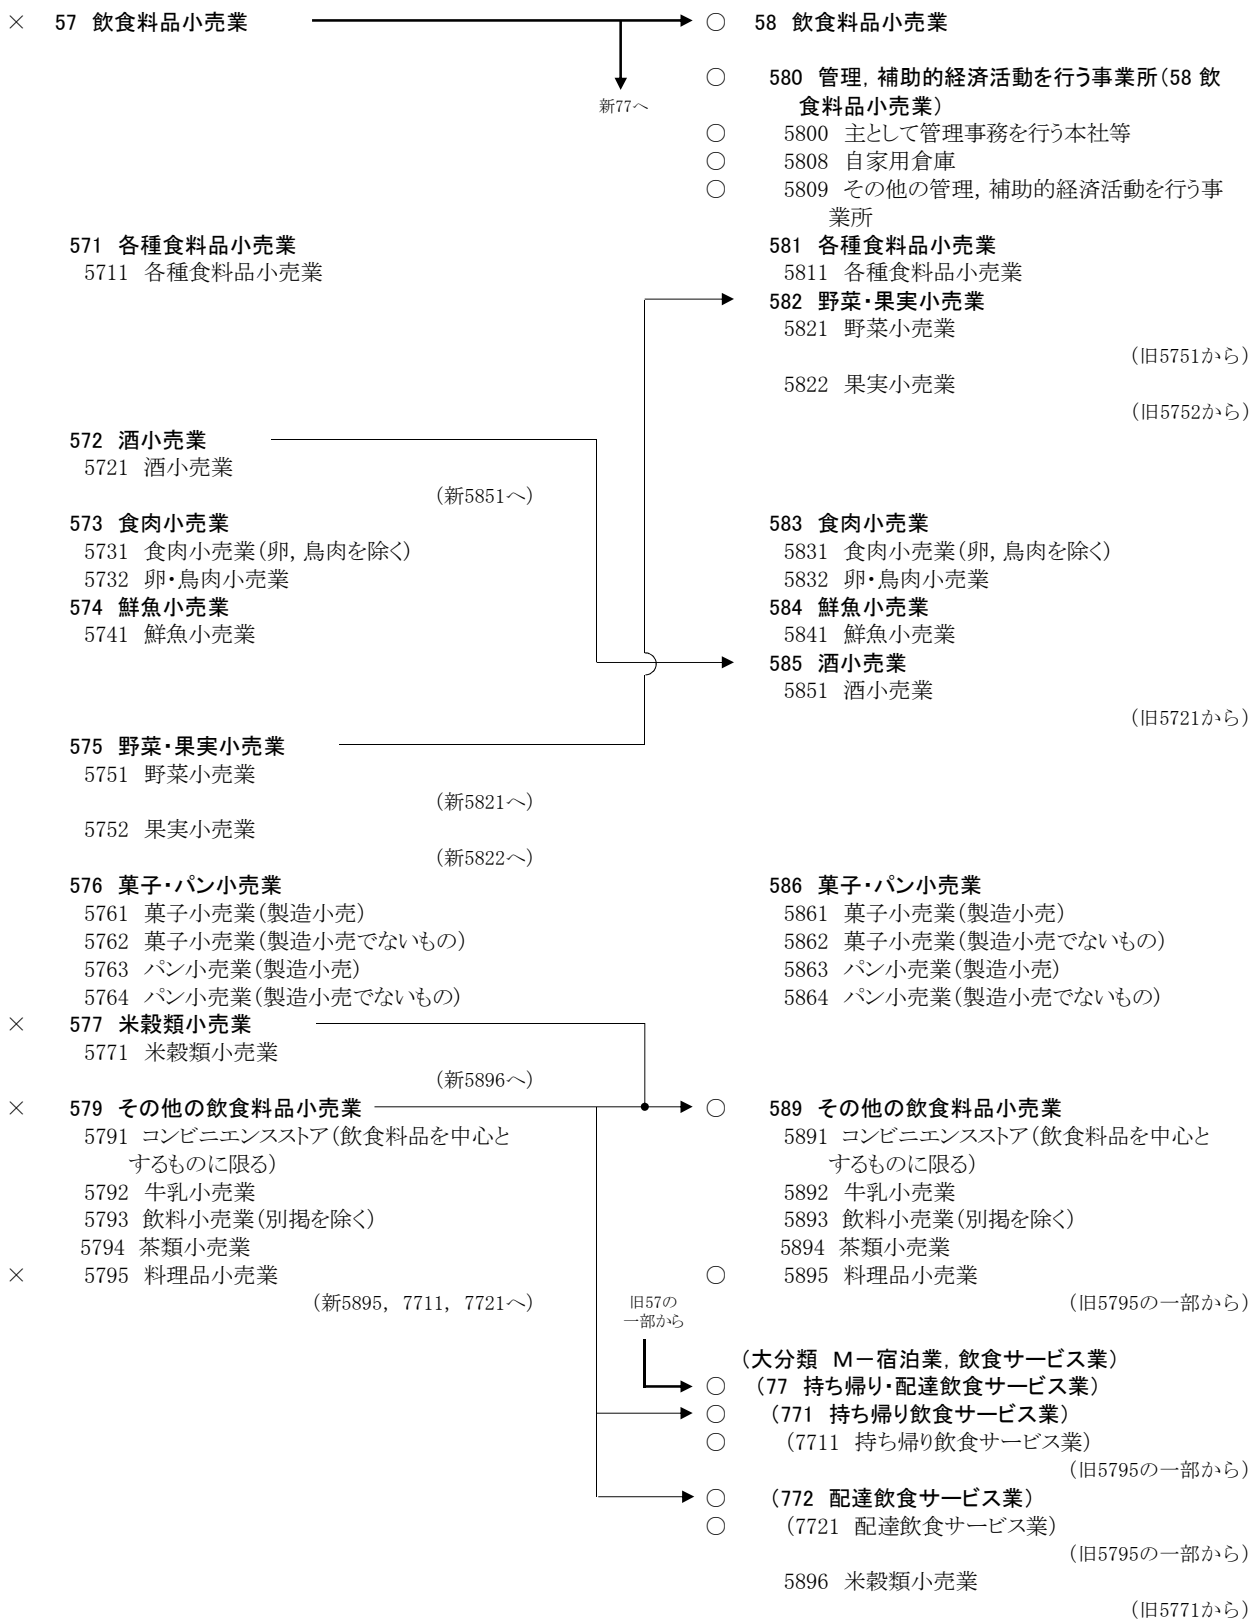 × 57 飲食料品小売業 ○ 58 飲食料品小売業
○ 580 管理，補助的経済活動を行う事業所（58 飲
新77へ
食料品小売業）
○ 5800 主として管理事務を行う本社等
○ 5808 自家用倉庫
○ 5809 その他の管理，補助的経済活動を行う事
業所
571 各種食料品小売業 581 各種食料品小売業
5711 各種食料品小売業 5811 各種食料品小売業
582 野菜・果実小売業
5821 野菜小売業
（旧5751から）
5822 果実小売業
（旧5752から）
572 酒小売業
5721 酒小売業
（新5851へ）
573 食肉小売業 583 食肉小売業
5731 食肉小売業（卵，鳥肉を除く） 5831 食肉小売業（卵，鳥肉を除く）
5732 卵・鳥肉小売業 5832 卵・鳥肉小売業
574 鮮魚小売業 584 鮮魚小売業
5741 鮮魚小売業 5841 鮮魚小売業
585 酒小売業
5851 酒小売業
（旧5721から）
575 野菜・果実小売業
5751 野菜小売業
（新5821へ）
5752 果実小売業
（新5822へ）
576 菓子・パン小売業 586 菓子・パン小売業
5761 菓子小売業（製造小売） 5861 菓子小売業（製造小売）
5762 菓子小売業（製造小売でないもの） 5862 菓子小売業（製造小売でないもの）
5763 パン小売業（製造小売） 5863 パン小売業（製造小売）
5764 パン小売業（製造小売でないもの） 5864 パン小売業（製造小売でないもの）
× 577 米穀類小売業
5771 米穀類小売業
（新5896へ）
× 579 その他の飲食料品小売業 ○ 589 その他の飲食料品小売業
5791 コンビニエンスストア（飲食料品を中心と 5891 コンビニエンスストア（飲食料品を中心と
するものに限る） するものに限る）
5792 牛乳小売業 5892 牛乳小売業
5793 飲料小売業（別掲を除く） 5893 飲料小売業（別掲を除く）
5794 茶類小売業 5894 茶類小売業
× 5795 料理品小売業 ○ 5895 料理品小売業
（新5895，7711，7721へ） 旧57の （旧5795の一部から）
一部から
（大分類 M－宿泊業，飲食サービス業）
○ （77 持ち帰り・配達飲食サービス業）
○ （771 持ち帰り飲食サービス業）
○ （7711 持ち帰り飲食サービス業）
（旧5795の一部から）
○ （772 配達飲食サービス業）
○ （7721 配達飲食サービス業）
（旧5795の一部から）
5896 米穀類小売業
（旧5771から）